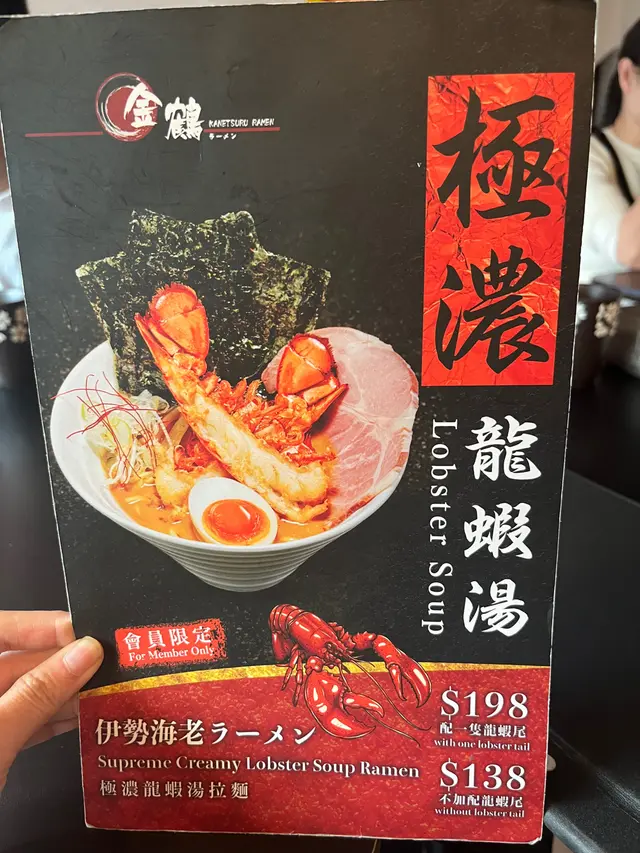 金鶴
KANETSURU RAMEN
ラーメン
極濃
龍蝦湯
Lobster Soup
會員限定
For Member Only
伊勢海老ラーメン
Supreme Creamy Lobster Soup Ramen
極濃龍蝦湯拉麵
$198
配一隻龍蝦尾
with one lobster tail
$138
不加配龍蝦尾
without lobster tail